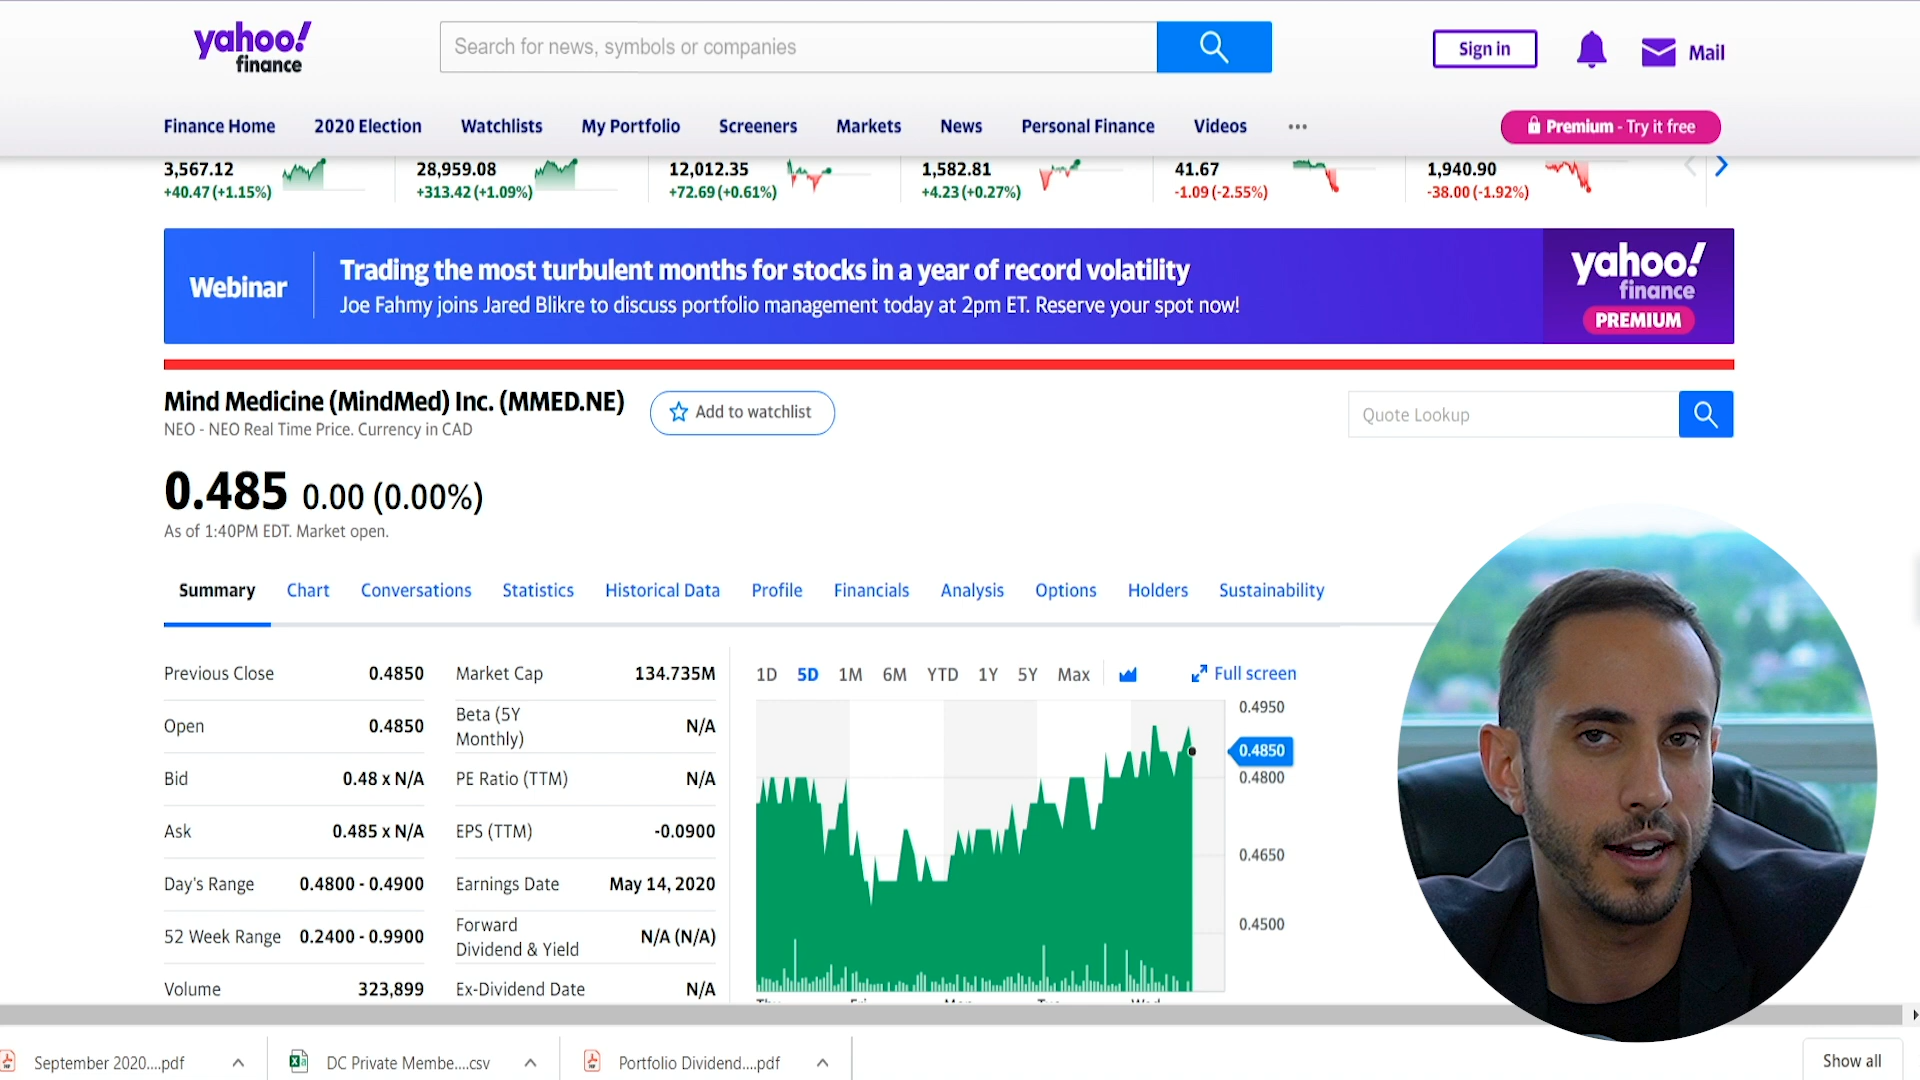 yahoo!
finance
Search for news, symbols or companies
Sign in
Mail
Finance Home 2020 Election Watchlists My Portfolio Screeners Markets News Personal Finance Videos ...
Premium - Try it free
3,567.12 28,959.08 12,012.35 1,582.81 41.67 1,940.90
+40.47 (+1.15%) +313.42 (+1.09%) +72.69 (+0.61%) +4.23 (+0.27%) -1.09 (-2.55%) -38.00 (-1.92%)
Webinar
Trading the most turbulent months for stocks in a year of record volatility
Joe Fahmy joins Jared Blikre to discuss portfolio management today at 2pm ET. Reserve your spot now!
yahoo!
finance
PREMIUM
Mind Medicine (MindMed) Inc. (MMED.NE)
Add to watchlist
Quote Lookup
NEO - NEO Real Time Price. Currency in CAD
0.485 0.00 (0.00%)
As of 1:40PM EDT. Market open.
Summary Chart Conversations Statistics Historical Data Profile Financials Analysis Options Holders Sustainability
Previous Close 0.4850
Open 0.4850
Bid 0.48 x N/A
Ask 0.485 x N/A
Day's Range 0.4800 - 0.4900
52 Week Range 0.2400 - 0.9900
Volume 323,899
Market Cap 134.735M
Beta (5Y
Monthly) N/A
PE Ratio (TTM) N/A
EPS (TTM) -0.0900
Earnings Date May 14, 2020
Forward
Dividend & Yield N/A (N/A)
Ex-Dividend Date N/A
1D 5D 1M 6M YTD 1Y 5Y Max
Full screen
0.4950
0.4850
0.4800
0.4650
0.4500
September 2020....pdf
DC Private Membe....csv
Portfolio Dividend....pdf
Show all